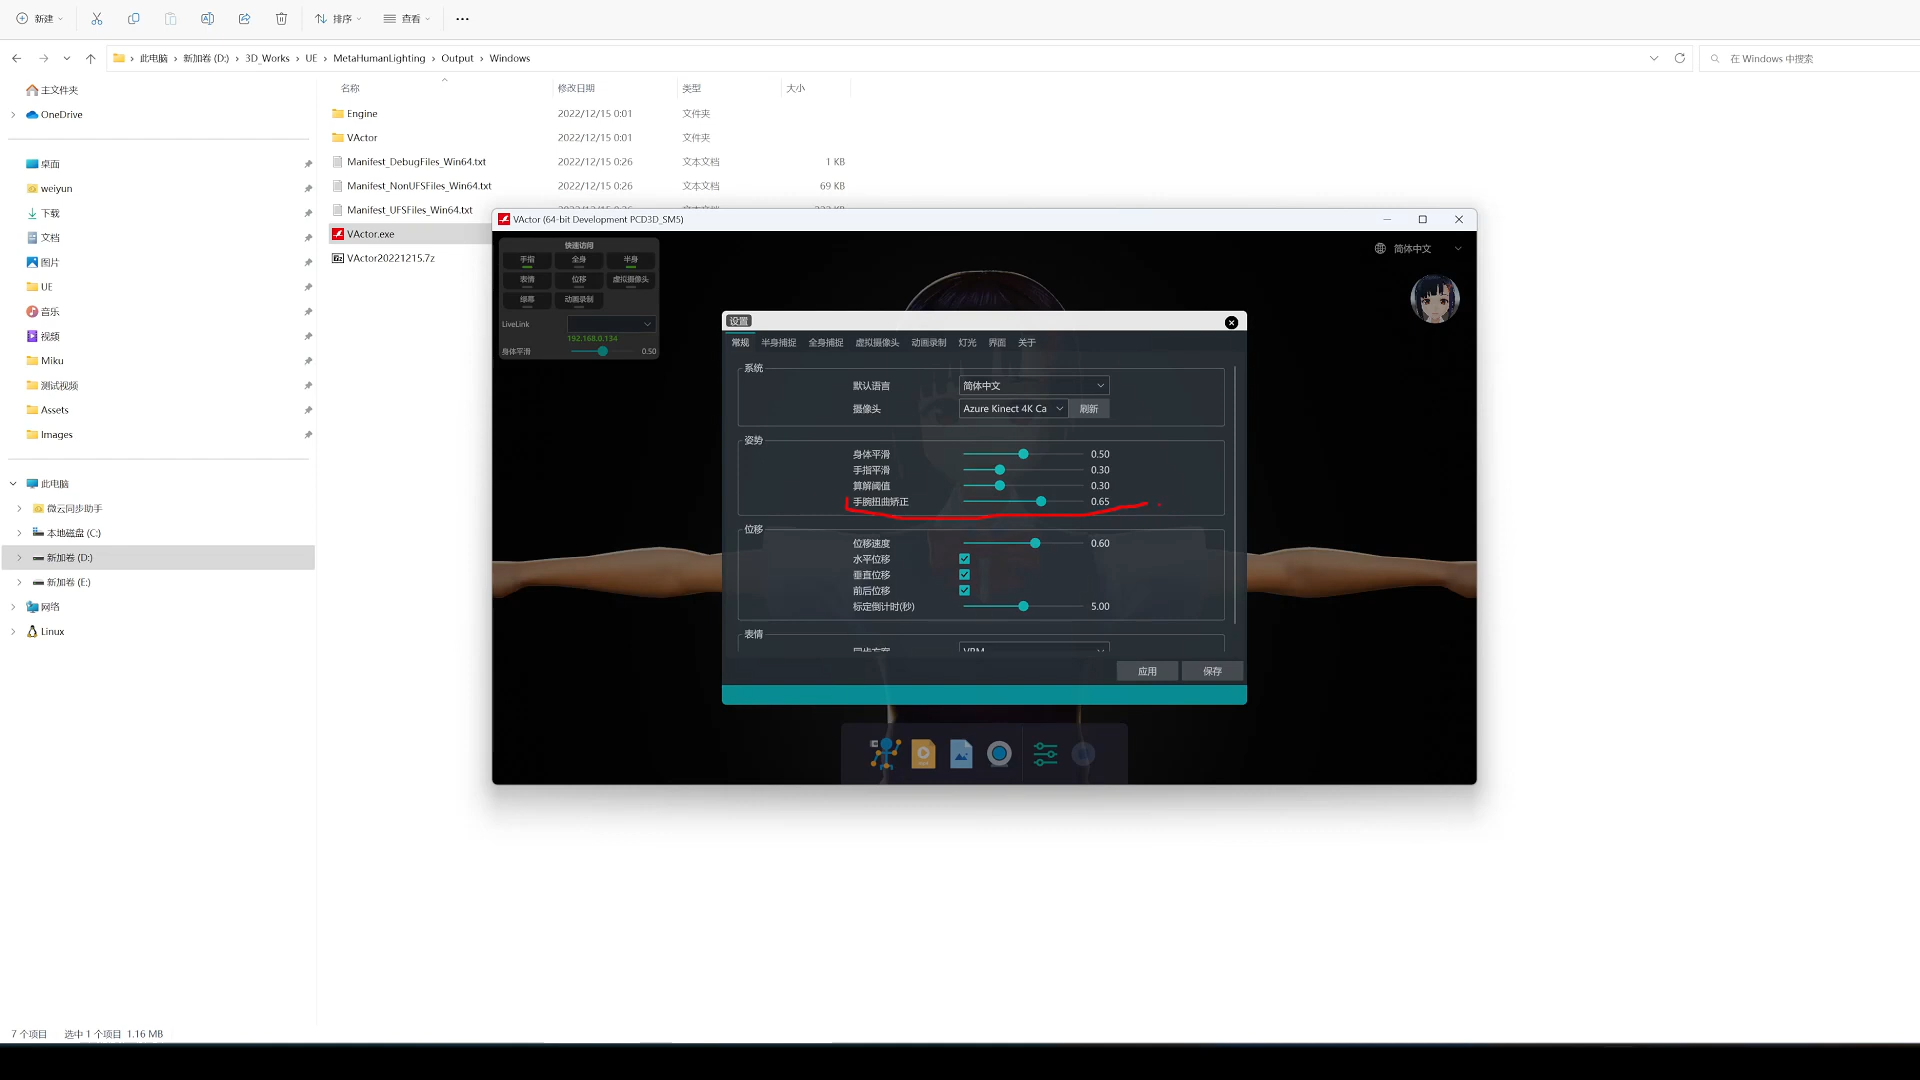 新建
排序
查看
此电脑 > 新加卷 (D:) > 3D_Works > UE > MetaHumanLighting > Output > Windows
在 Windows 中搜索
主文件夹
OneDrive
桌面
weiyun
下载
文档
图片
UE
音乐
视频
Miku
测试视频
Assets
Images
此电脑
微云同步助手
本地磁盘 (C:)
新加卷 (D:)
新加卷 (E:)
网络
Linux
名称 修改日期 类型 大小
Engine 2022/12/15 0:01 文件夹
VActor 2022/12/15 0:01 文件夹
Manifest_DebugFiles_Win64.txt 2022/12/15 0:26 文本文档 1 KB
Manifest_NonUFSFiles_Win64.txt 2022/12/15 0:26 文本文档 69 KB
Manifest_UFSFiles_Win64.txt
VActor.exe
VActor20221215.7z
VActor (64-bit Development PCD3D_SM5)
快速访问
手指 全身 半身
表情 位移 虚拟摄像头
绿幕 动画录制
LiveLink
192.168.0.134
身体平滑 0.50
简体中文
设置
常规 半身捕捉 全身捕捉 虚拟摄像头 动画录制 灯光 界面 关于
系统
默认语言 简体中文
摄像头 Azure Kinect 4K Ca 刷新
姿势
身体平滑 0.50
手指平滑 0.30
算解阈值 0.30
手腕扭曲矫正 0.65
位移
位移速度 0.60
水平位移
垂直位移
前后位移
标定倒计时(秒) 5.00
表情
应用 保存
7 个项目 选中 1 个项目 1.16 MB